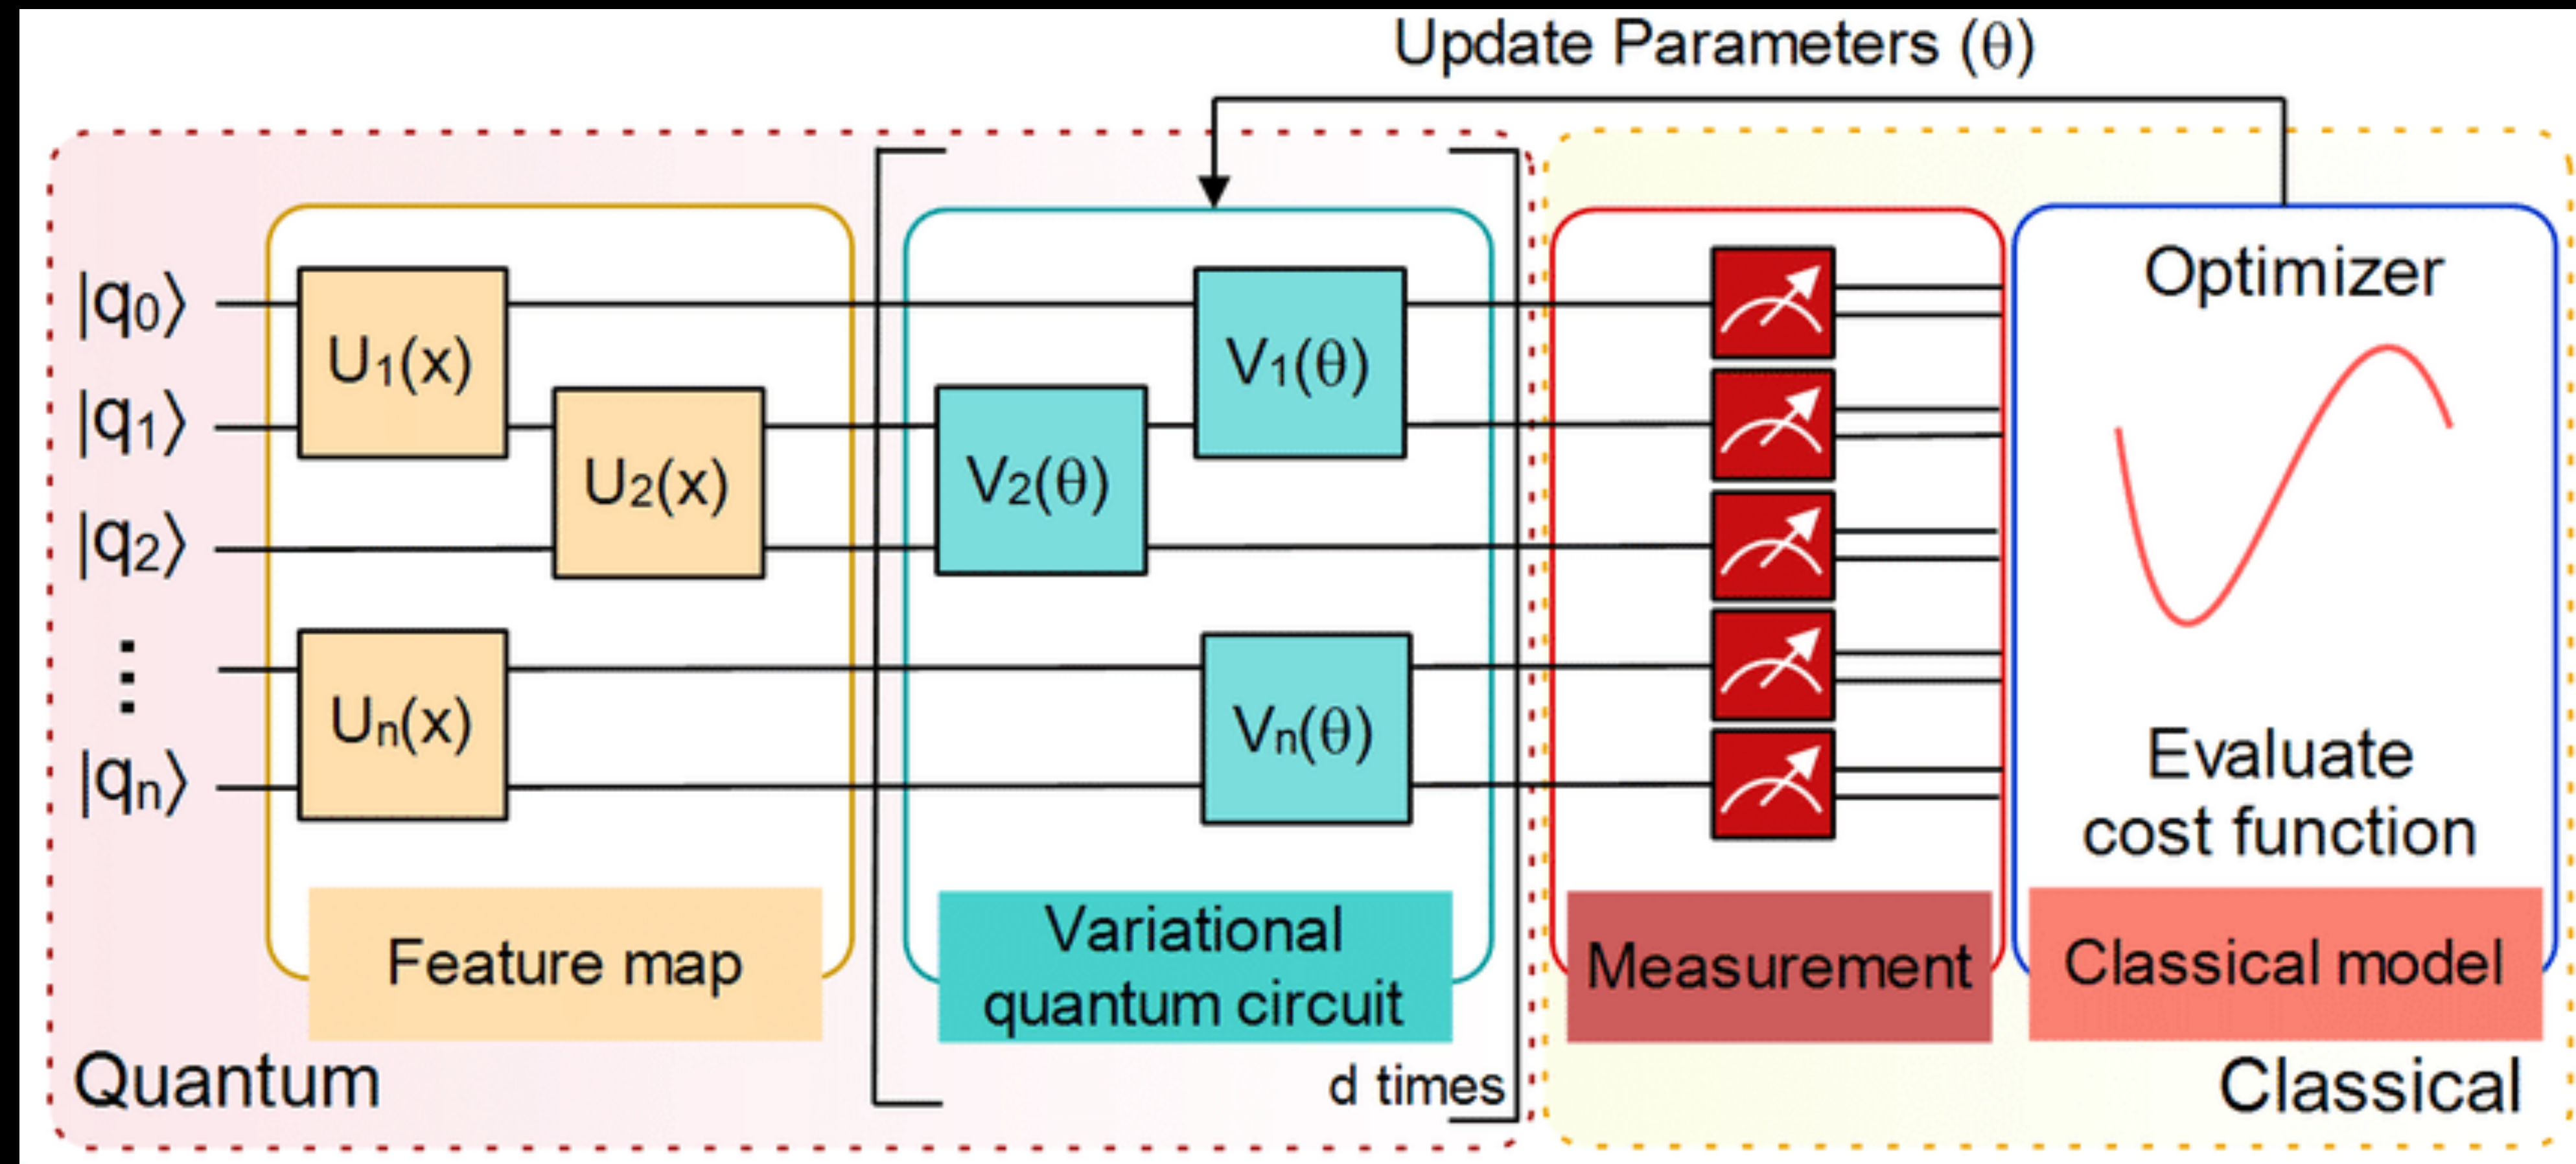 Update Parameters (θ)
|q₀⟩
|q₁⟩
|q₂⟩
⋮
|qₙ⟩
U₁(x)
U₂(x)
Uₙ(x)
Feature map
Quantum
V₁(θ)
V₂(θ)
Vₙ(θ)
Variational
quantum circuit
d times
Measurement
Optimizer
Evaluate
cost function
Classical model
Classical